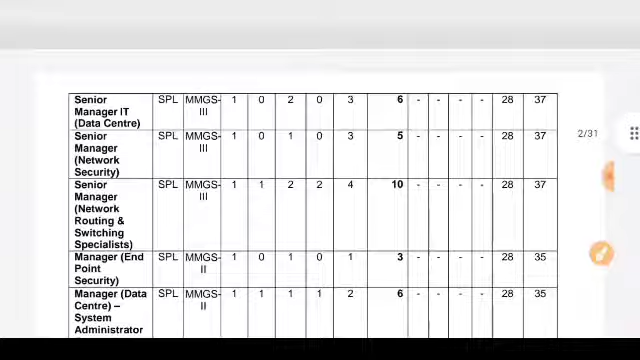 Senior Manager IT (Data Centre) SPL MMGS-III 1 0 2 0 3 6 - - - - 28 37
Senior Manager (Network Security) SPL MMGS-III 1 0 1 0 3 5 - - - - 28 37
2/31
Senior Manager (Network Routing & Switching Specialists) SPL MMGS-III 1 1 2 2 4 10 - - - - 28 37
Manager (End Point Security) SPL MMGS-II 1 0 1 0 1 3 - - - - 28 35
Manager (Data Centre) – System Administrator SPL MMGS-II 1 1 1 1 2 6 - - - - 28 35